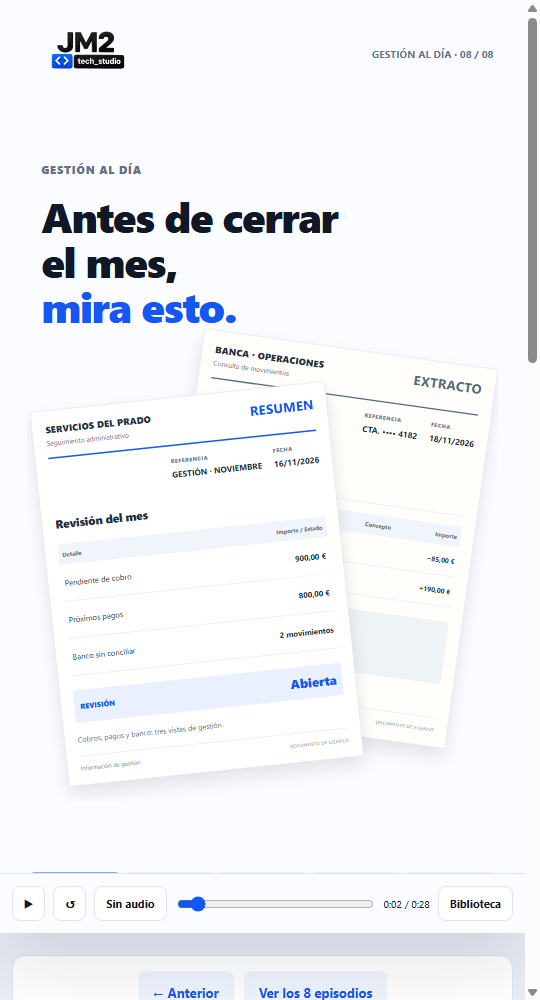 JM2
<> tech_studio
GESTIÓN AL DÍA · 08 / 08
GESTIÓN AL DÍA
Antes de cerrar
el mes,
mira esto.
BANCA · OPERACIONES
Consulta de movimientos
EXTRACTO
REFERENCIA
CTA. •••• 4182
FECHA
18/11/2026
Concepto
Importe
−85,00 €
+190,00 €
DOCUMENTO DE EJEMPLO
SERVICIOS DEL PRADO
Seguimiento administrativo
RESUMEN
REFERENCIA
GESTIÓN · NOVIEMBRE
FECHA
16/11/2026
Revisión del mes
Detalle
Importe / Estado
Pendiente de cobro
900,00 €
Próximos pagos
800,00 €
Banco sin conciliar
2 movimientos
REVISIÓN
Abierta
Cobros, pagos y banco: tres vistas de gestión.
Información de gestión
DOCUMENTO DE EJEMPLO
Sin audio
0:02 / 0:28
Biblioteca
← Anterior
Ver los 8 episodios